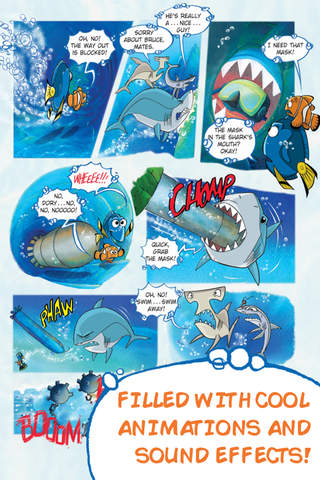 OH, NO!
THE WAY OUT
IS BLOCKED!
SORRY
ABOUT BRUCE,
MATES.
HE'S REALLY
A...NICE...
GUY!
I NEED THAT
MASK!
THE MASK
IN THE
SHARK'S
MOUTH?
OKAY!
WHEEEE!!!
NO,
DORY...NO,
NO, NOOOOO!
CHOMP
QUICK,
GRAB
THE MASK!
PHAW
OH, NO!
SWIM...SWIM
AWAY!
BOOOM
FILLED WITH COOL
ANIMATIONS AND
SOUND EFFECTS!